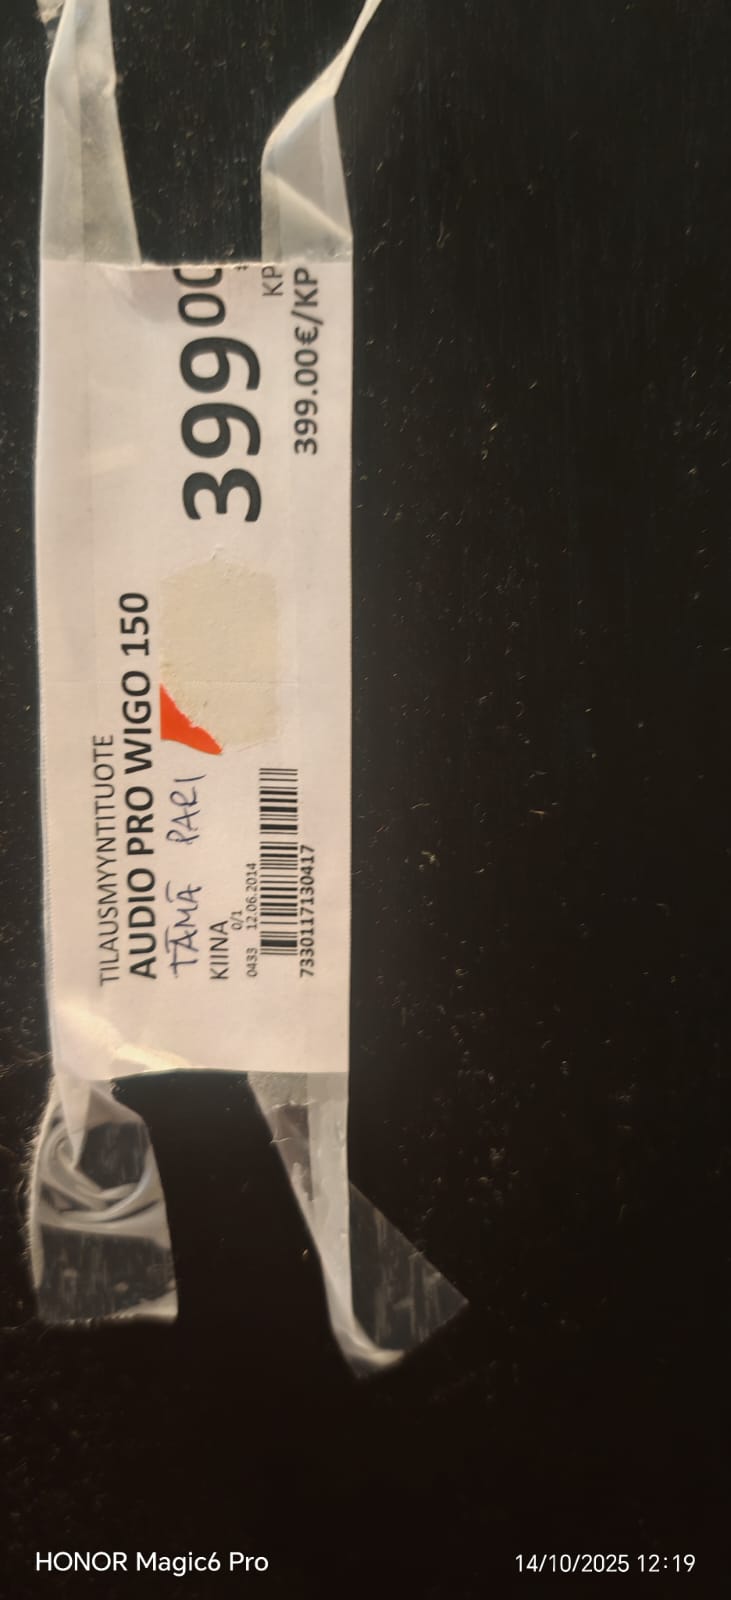 TILAUSMYYNTITUOTE
AUDIO PRO WIGO 150
TÄMÄ PARI
KIINA
0/1
0433 12.06.2014
7330117130417
399 00
KP
399.00€/KP
HONOR Magic6 Pro
14/10/2025 12:19